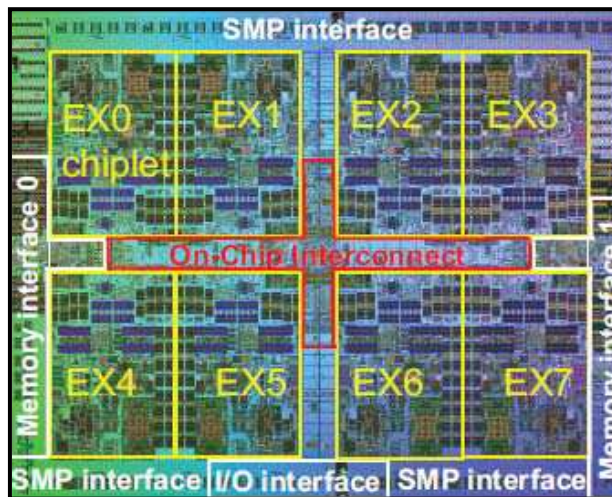 SMP interface
EX0
chiplet
EX1
EX2
EX3
Memory interface 0
On-Chip Interconnect
Memory interface 1
EX4
EX5
EX6
EX7
SMP interface
I/O interface
SMP interface